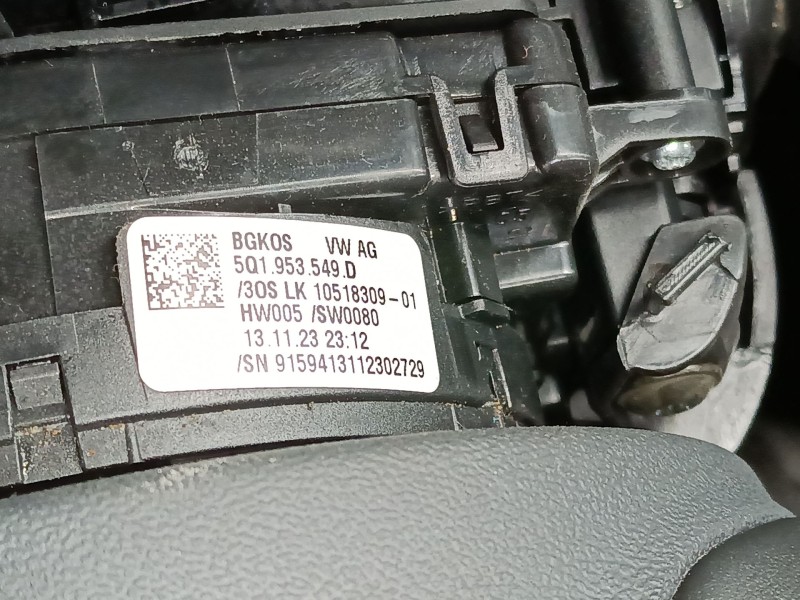 BGKOS VW AG
5Q1.953.549.D
/3OS LK 10518309-01
HW005 /SW0080
13.11.23 23:12
/SN 9159413112302729